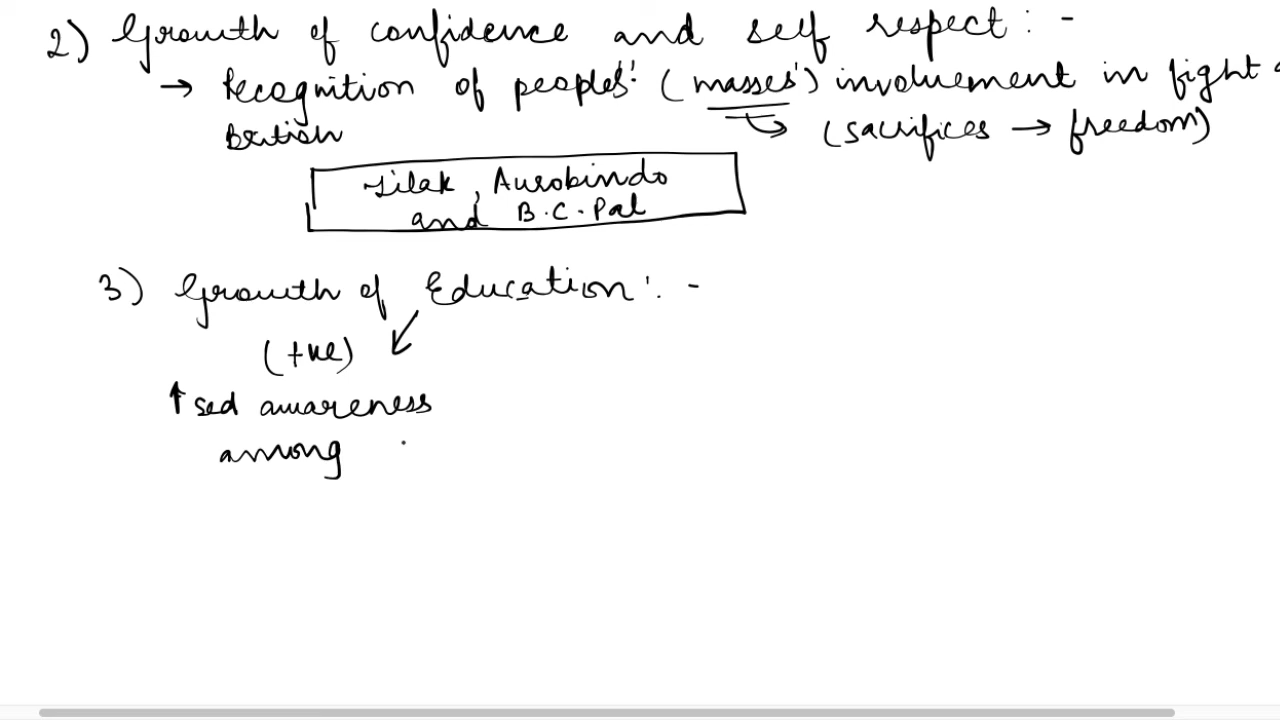 2) Growth of confidence and self respect : -
→ Recognition of peoples' (masses') involvement in fight
British
(sacrifices → freedom)
Tilak, Aurobindo
and B.C. Pal
3) Growth of Education : -
(+ve)
↑sed awareness
among